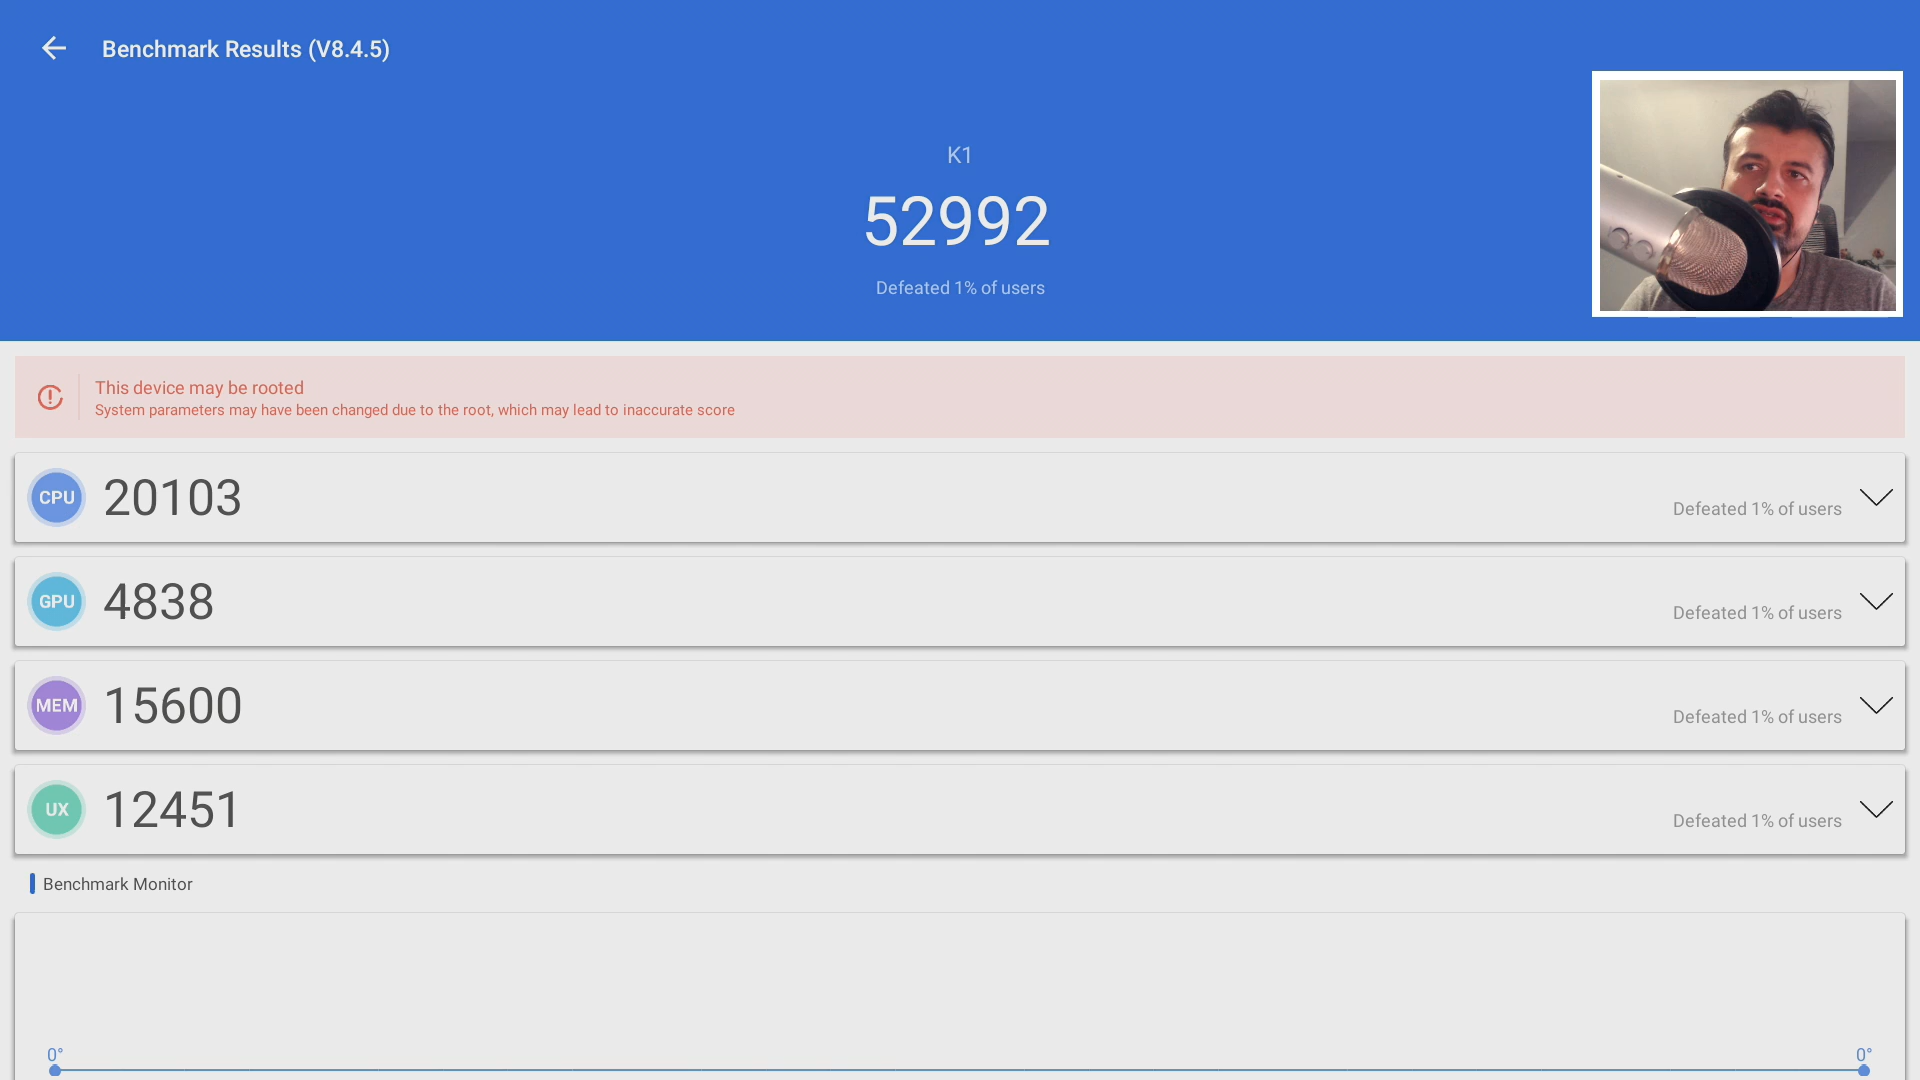 Benchmark Results (V8.4.5)
K1
52992
Defeated 1% of users
This device may be rooted
System parameters may have been changed due to the root, which may lead to inaccurate score
CPU 20103 Defeated 1% of users
GPU 4838 Defeated 1% of users
MEM 15600 Defeated 1% of users
UX 12451 Defeated 1% of users
Benchmark Monitor
0° 0°